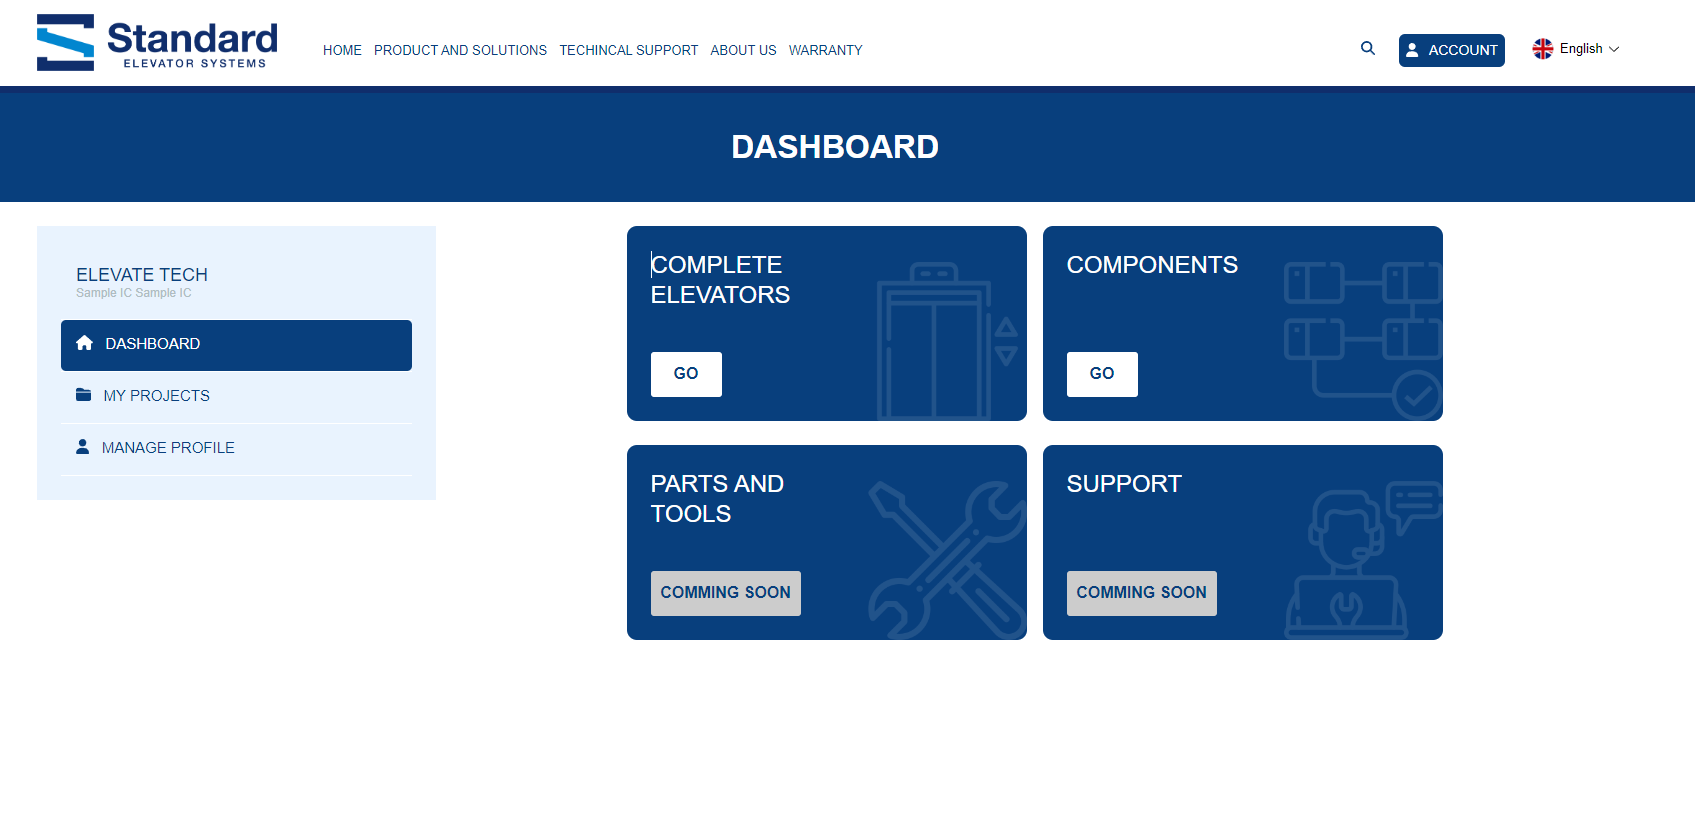 Standard
ELEVATOR SYSTEMS
HOME PRODUCT AND SOLUTIONS TECHINCAL SUPPORT ABOUT US WARRANTY
ACCOUNT
English
DASHBOARD
ELEVATE TECH
Sample IC Sample IC
DASHBOARD
MY PROJECTS
MANAGE PROFILE
COMPLETE
ELEVATORS
GO
COMPONENTS
GO
PARTS AND
TOOLS
COMMING SOON
SUPPORT
COMMING SOON